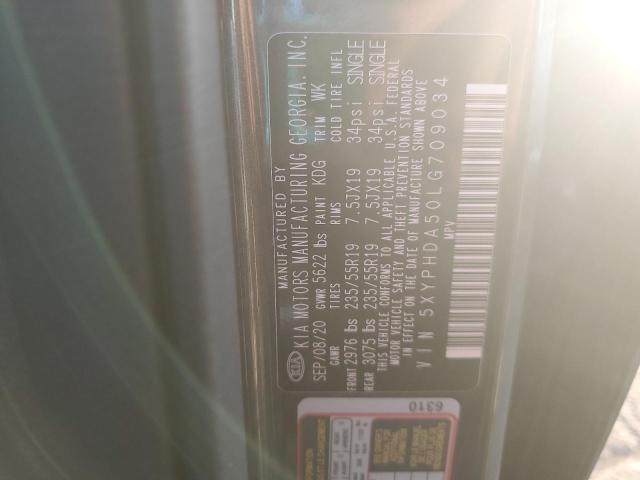 MANUFACTURED BY
KIA KIA MOTORS MANUFACTURING GEORGIA. INC.
SEP/08/20 GVWR 5622 lbs PAINT KDG TRIM WK
GAWR TIRES RIMS COLD TIRE INFL
FRONT 2976 lbs 235/55R19 7.5JX19 34psi SINGLE
REAR 3075 lbs 235/55R19 7.5JX19 34psi SINGLE
THIS VEHICLE CONFORMS TO ALL APPLICABLE U.S.A. FEDERAL
MOTOR VEHICLE SAFETY AND THEFT PREVENTION STANDARDS
IN EFFECT ON THE DATE OF MANUFACTURE SHOWN ABOVE
VIN 5XYPHDA50LG709034
MPV
6310